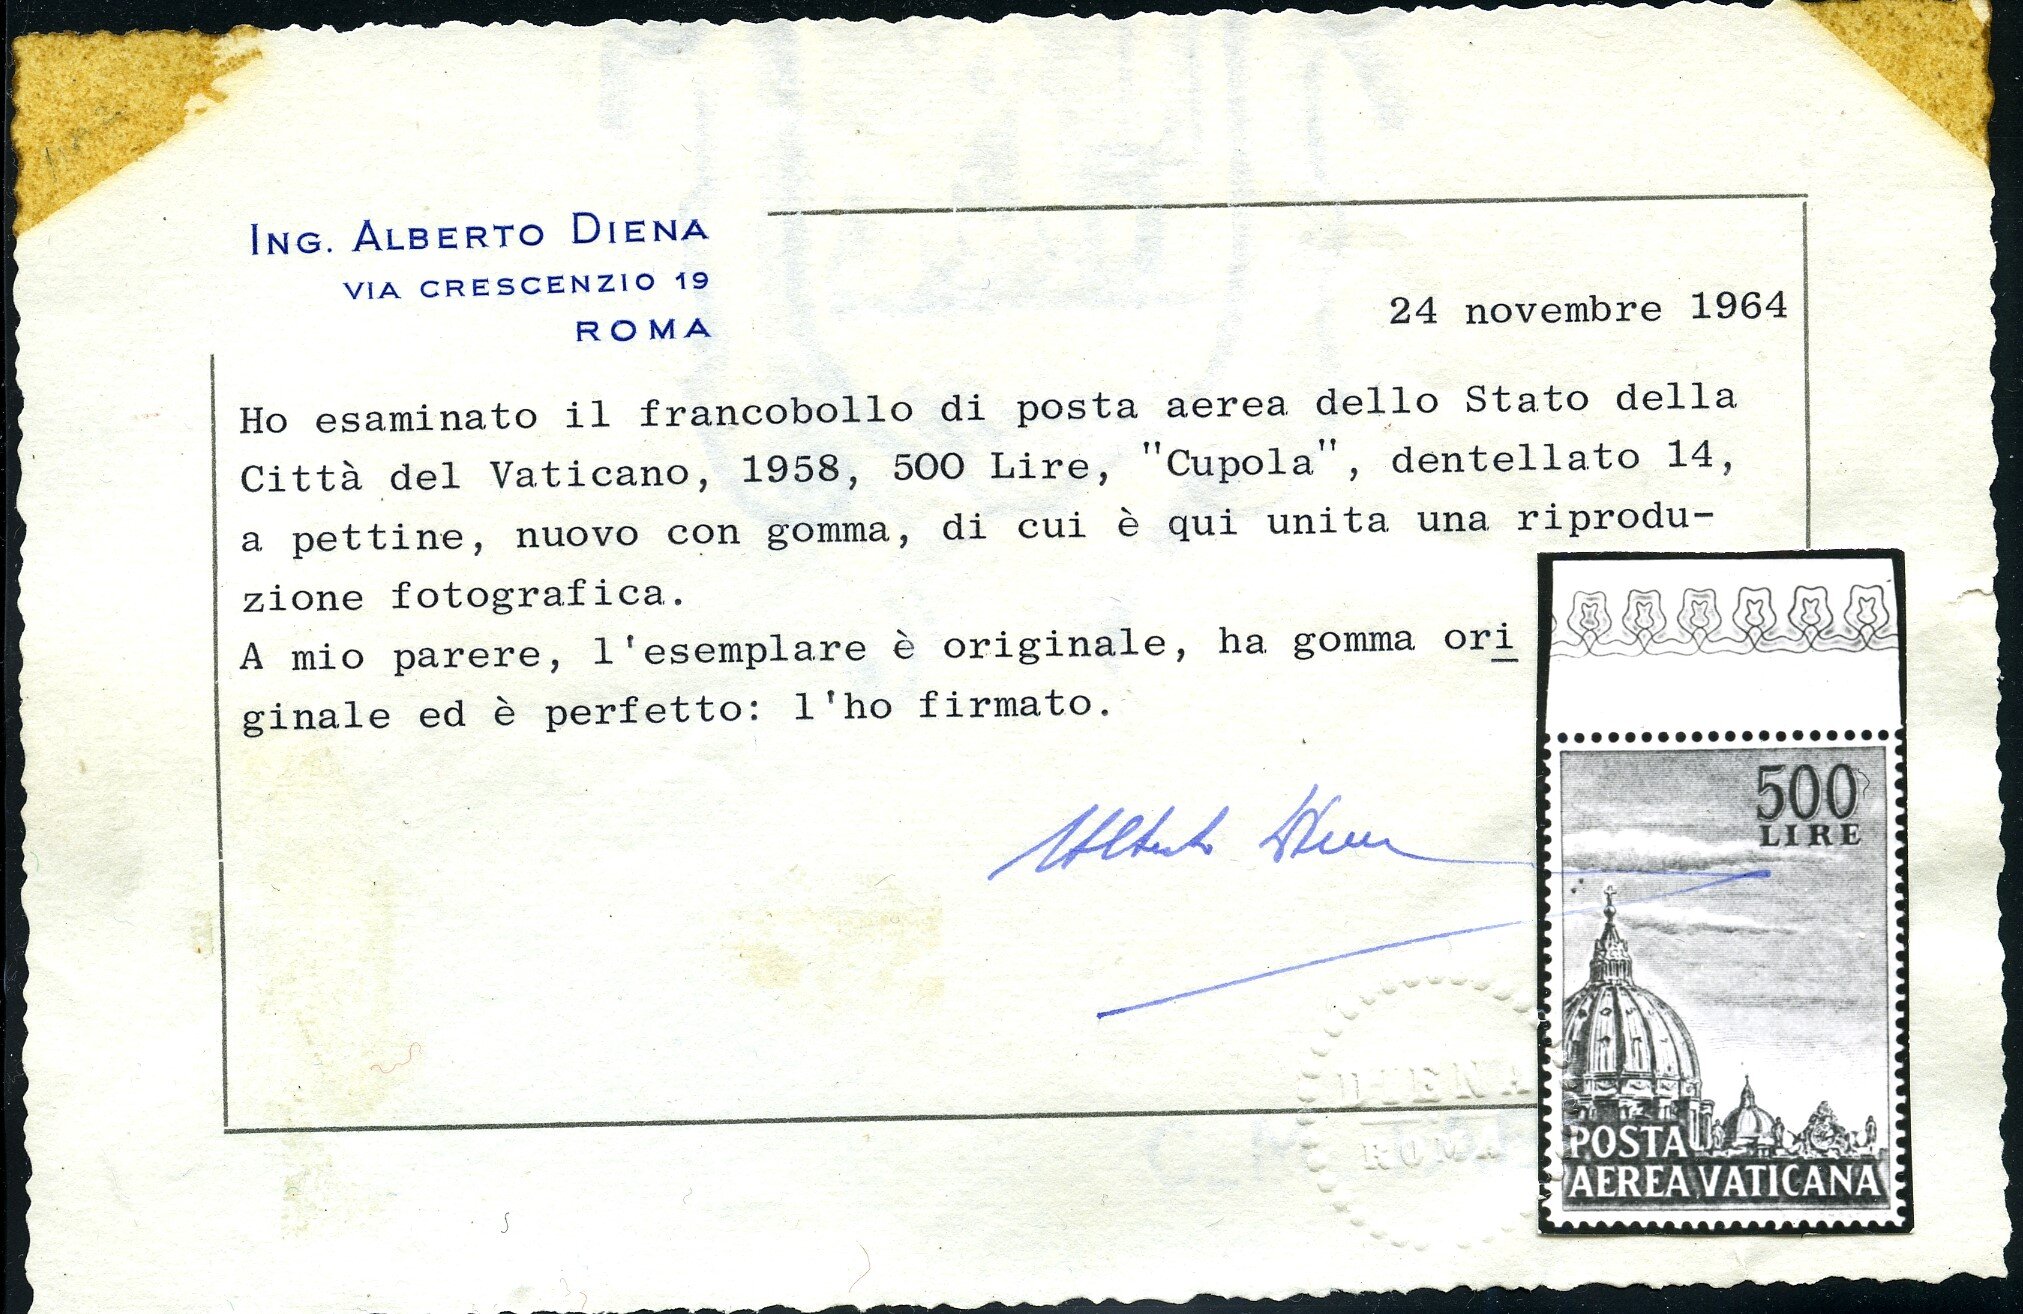 ING. ALBERTO DIENA
VIA CRESCENZIO 19
ROMA
24 novembre 1964
Ho esaminato il francobollo di posta aerea dello Stato della
Città del Vaticano, 1958, 500 Lire, "Cupola", dentellato 14,
a pettine, nuovo con gomma, di cui è qui unita una riprodu-
zione fotografica.
A mio parere, l'esemplare è originale, ha gomma ori
ginale ed è perfetto: l'ho firmato.
Alberto Diena
500
LIRE
POSTA
AEREA VATICANA
DIENA
ROMA